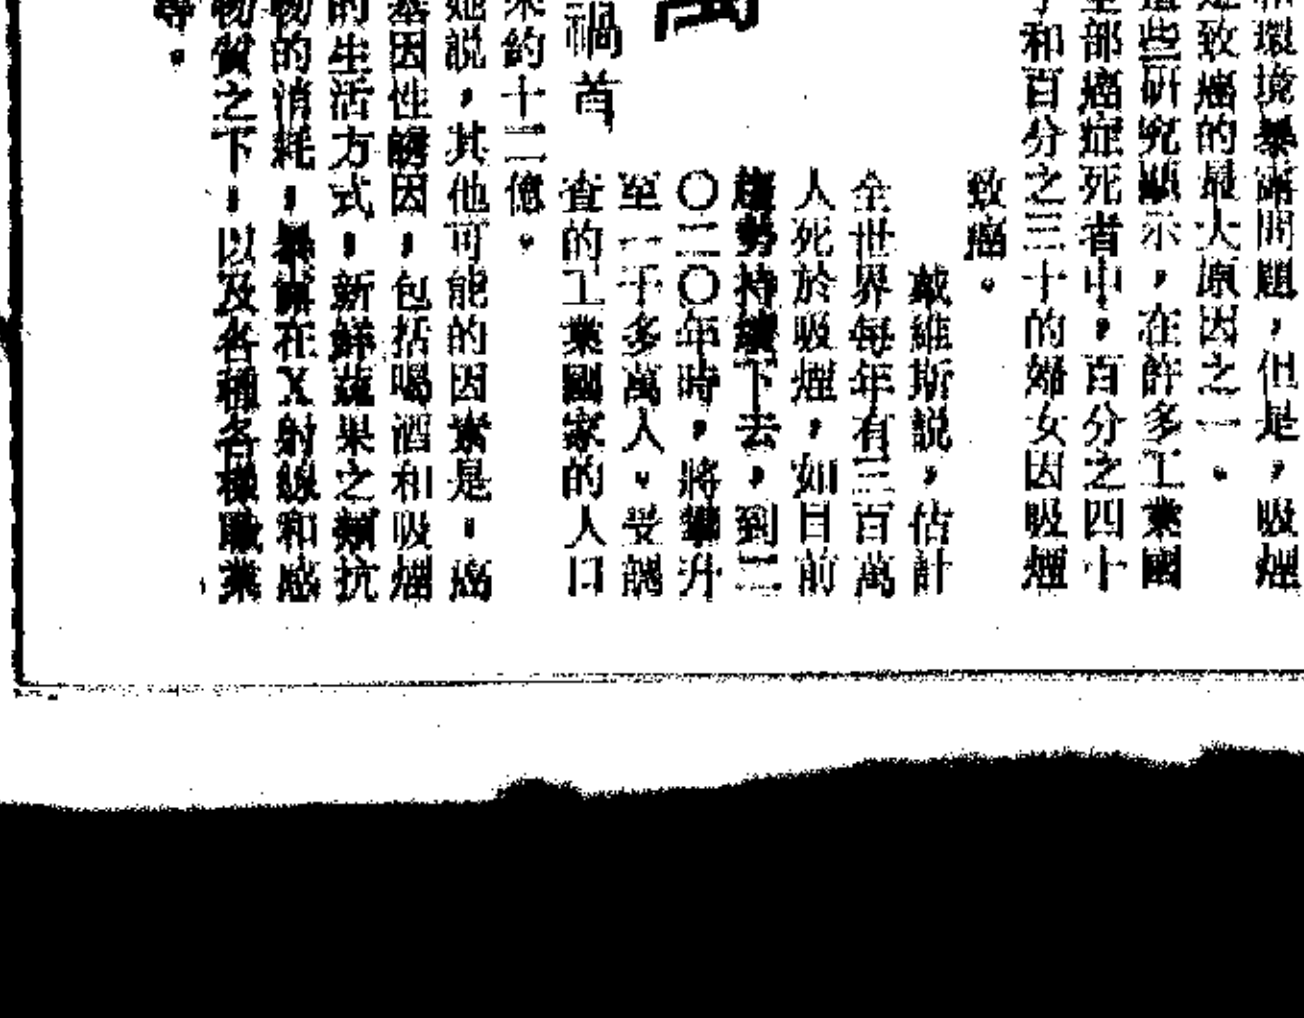 和環境暴露問題，但是，吸煙
是致癌的最大原因之一。
這些研究顯示，在許多工業國
全部癌症死者中，百分之四十
子和百分之三十的婦女因吸煙
致癌。
戴維斯說，估計
全世界每年有三百萬
人死於吸煙，如目前
趨勢持續下去，到二
〇二〇年時，將攀升
至一千多萬人。受調
查的工業國家的人口
萬
禍首
來約十二億。
她說，其他可能的因素是，癌
基因性誘因，包括喝酒和吸煙
的生活方式，新鮮蔬果之類抗
物的消耗，暴露在X射線和感
物質之下，以及各種各樣職業
等。